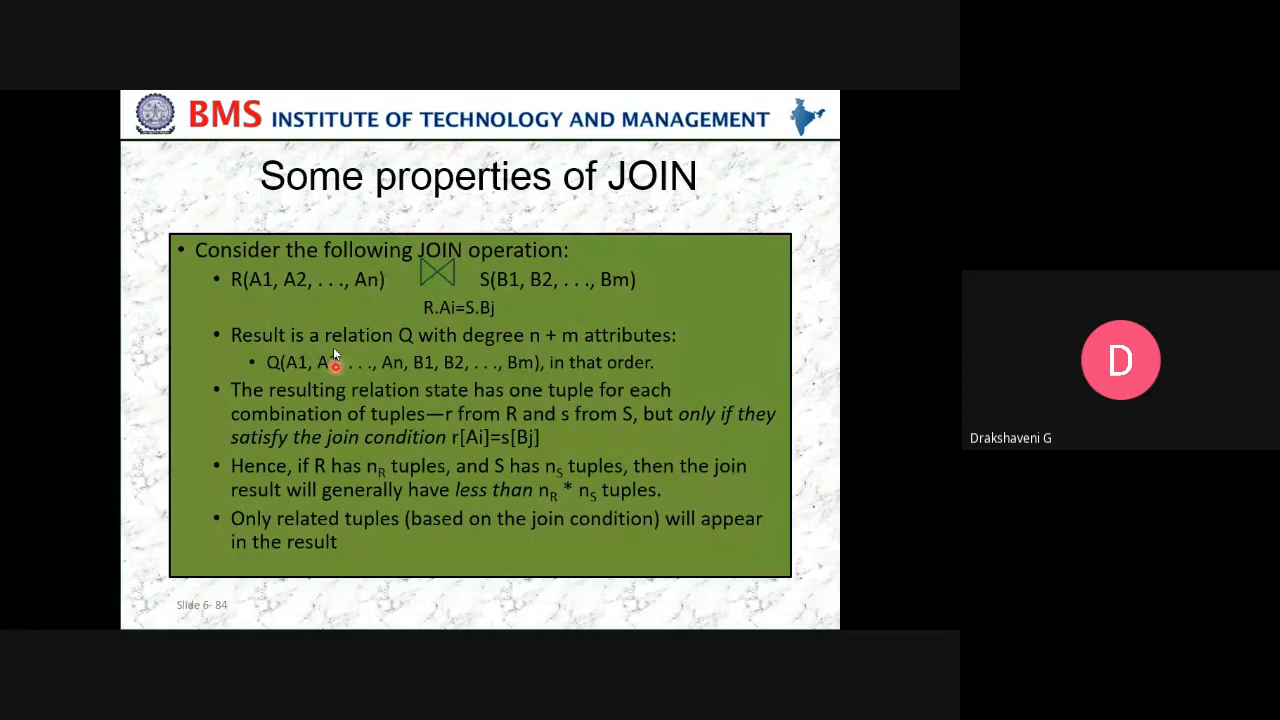 BMS INSTITUTE OF TECHNOLOGY AND MANAGEMENT
Some properties of JOIN
• Consider the following JOIN operation:
• R(A1, A2, . . ., An) ⋈ S(B1, B2, . . ., Bm)
R.Ai=S.Bj
• Result is a relation Q with degree n + m attributes:
• Q(A1, A . . ., An, B1, B2, . . ., Bm), in that order.
• The resulting relation state has one tuple for each
combination of tuples—r from R and s from S, but only if they
satisfy the join condition r[Ai]=s[Bj]
• Hence, if R has nR tuples, and S has nS tuples, then the join
result will generally have less than nR * nS tuples.
• Only related tuples (based on the join condition) will appear
in the result
Slide 6- 84
D
Drakshaveni G